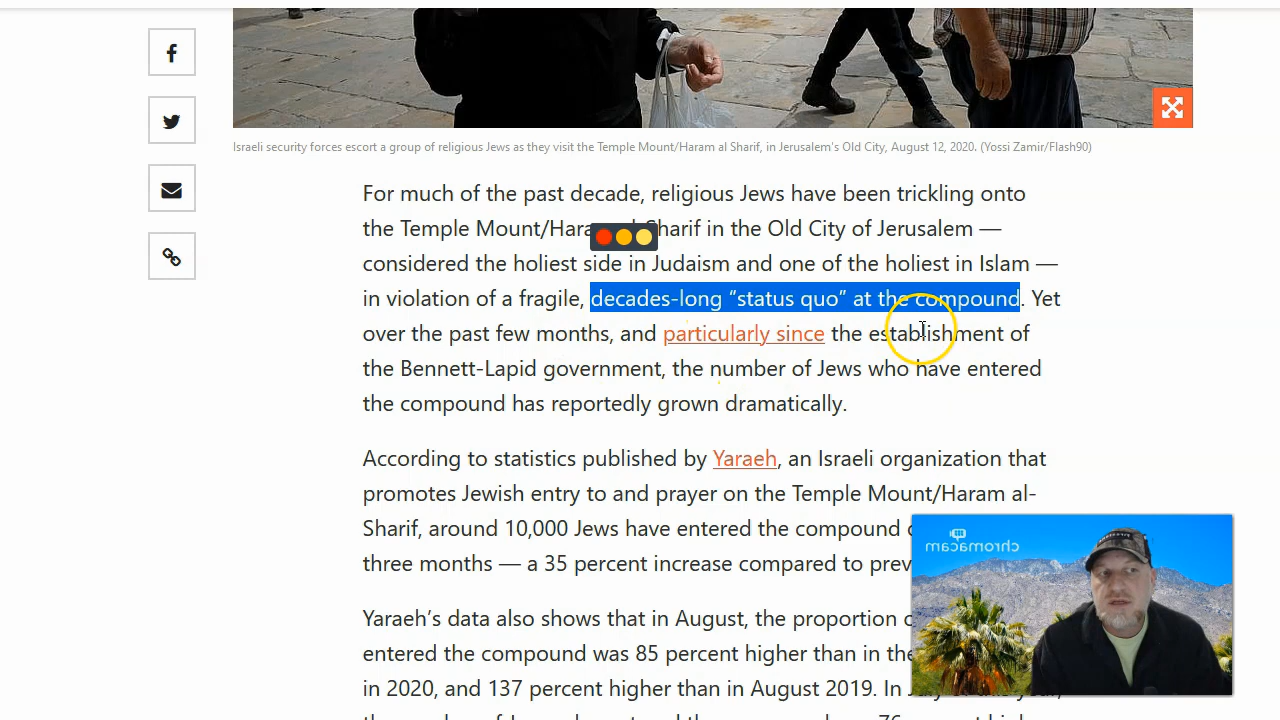 Israeli security forces escort a group of religious Jews as they visit the Temple Mount/Haram al Sharif, in Jerusalem's Old City, August 12, 2020. (Yossi Zamir/Flash90)
For much of the past decade, religious Jews have been trickling onto
the Temple Mount/Hara Sharif in the Old City of Jerusalem —
considered the holiest side in Judaism and one of the holiest in Islam —
in violation of a fragile, decades-long “status quo” at the compound. Yet
over the past few months, and particularly since the establishment of
the Bennett-Lapid government, the number of Jews who have entered
the compound has reportedly grown dramatically.
According to statistics published by Yaraeh, an Israeli organization that
promotes Jewish entry to and prayer on the Temple Mount/Haram al-
Sharif, around 10,000 Jews have entered the compound
three months — a 35 percent increase compared to prev
chromacam
Yaraeh’s data also shows that in August, the proportion
entered the compound was 85 percent higher than in the
in 2020, and 137 percent higher than in August 2019. In